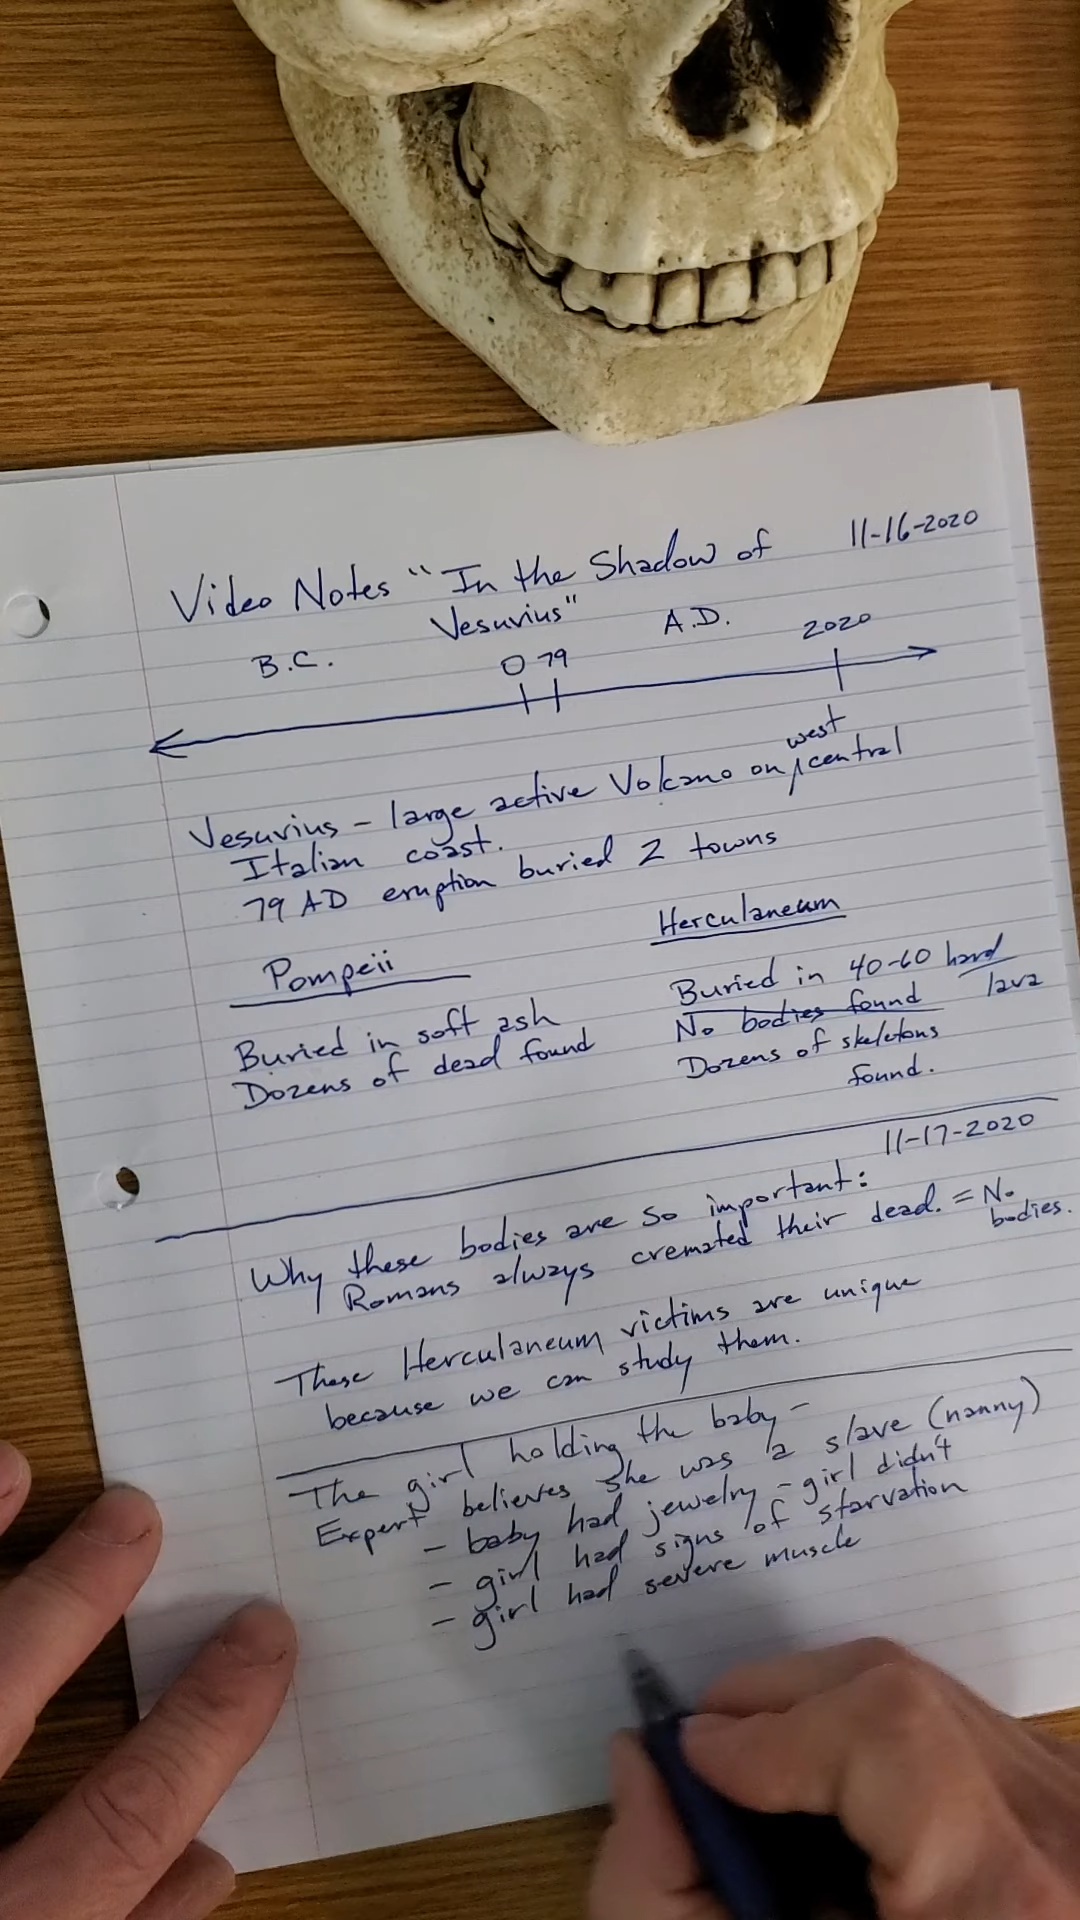 Video Notes "In the Shadow of 11-16-2020
Vesuvius"
B.C. 0 79 A.D. 2020
Vesuvius - large active Volcano on west central
Italian coast.
79 AD eruption buried 2 towns
Pompeii
Buried in soft ash
Dozens of dead found
Herculaneum
Buried in 40-60 hard
lava
No bodies found
Dozens of skeletons
found.
11-17-2020
Why these bodies are so important:
Romans always cremated their dead. = No
bodies.
These Herculaneum victims are unique
because we can study them.
The girl holding the baby -
Expert believes she was a slave (nanny)
- baby had jewelry - girl didn't
- girl had signs of starvation
- girl had severe muscle